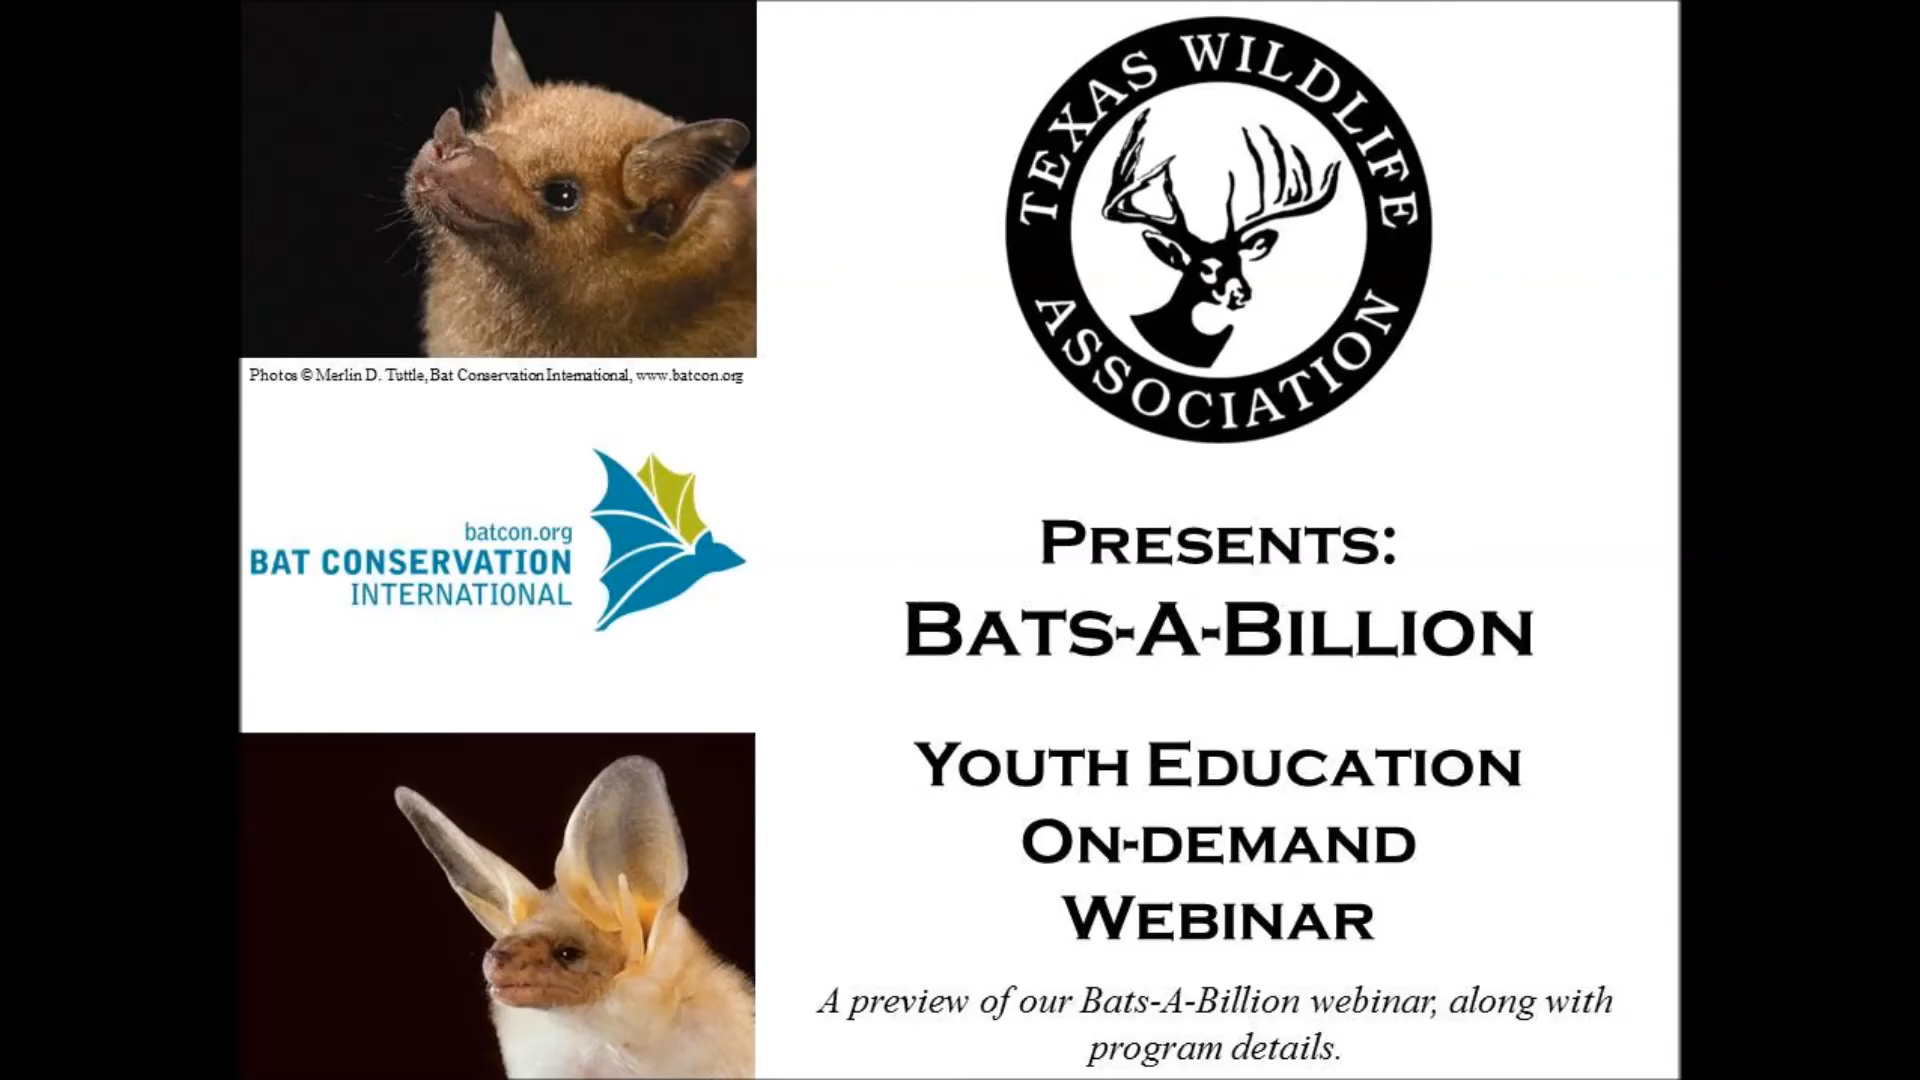 TEXAS WILDLIFE
ASSOCIATION
Photos © Merlin D. Tuttle, Bat Conservation International, www.batcon.org
batcon.org
BAT CONSERVATION
INTERNATIONAL
PRESENTS:
BATS-A-BILLION
YOUTH EDUCATION
ON-DEMAND
WEBINAR
A preview of our Bats-A-Billion webinar, along with
program details.